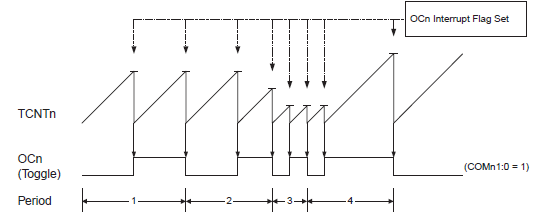 OCn Interrupt Flag Set
TCNTn
OCn
(Toggle)
(COMn1:0 = 1)
Period
1
2
3
4